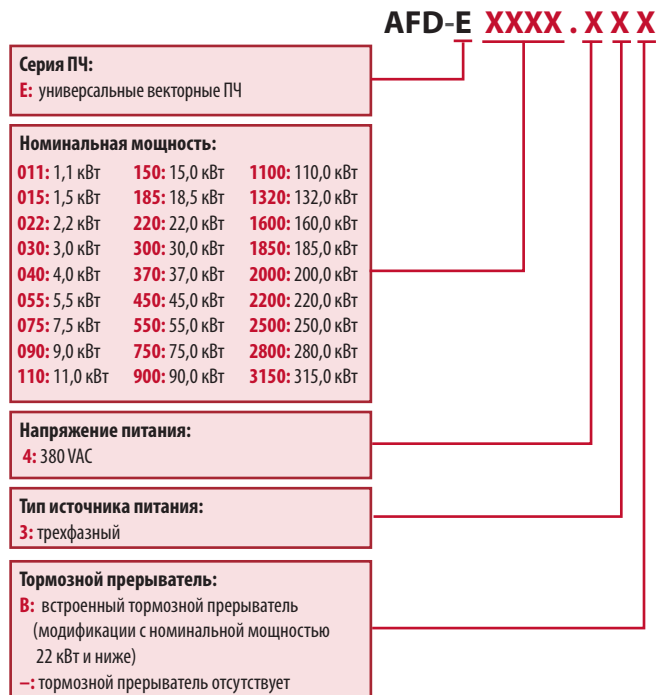 AFD-E XXXX . X X X
Серия ПЧ:
E: универсальные векторные ПЧ
Номинальная мощность:
011: 1,1 кВт 150: 15,0 кВт 1100: 110,0 кВт
015: 1,5 кВт 185: 18,5 кВт 1320: 132,0 кВт
022: 2,2 кВт 220: 22,0 кВт 1600: 160,0 кВт
030: 3,0 кВт 300: 30,0 кВт 1850: 185,0 кВт
040: 4,0 кВт 370: 37,0 кВт 2000: 200,0 кВт
055: 5,5 кВт 450: 45,0 кВт 2200: 220,0 кВт
075: 7,5 кВт 550: 55,0 кВт 2500: 250,0 кВт
090: 9,0 кВт 750: 75,0 кВт 2800: 280,0 кВт
110: 11,0 кВт 900: 90,0 кВт 3150: 315,0 кВт
Напряжение питания:
4: 380 VAC
Тип источника питания:
3: трехфазный
Тормозной прерыватель:
B: встроенный тормозной прерыватель
(модификации с номинальной мощностью
22 кВт и ниже)
–: тормозной прерыватель отсутствует